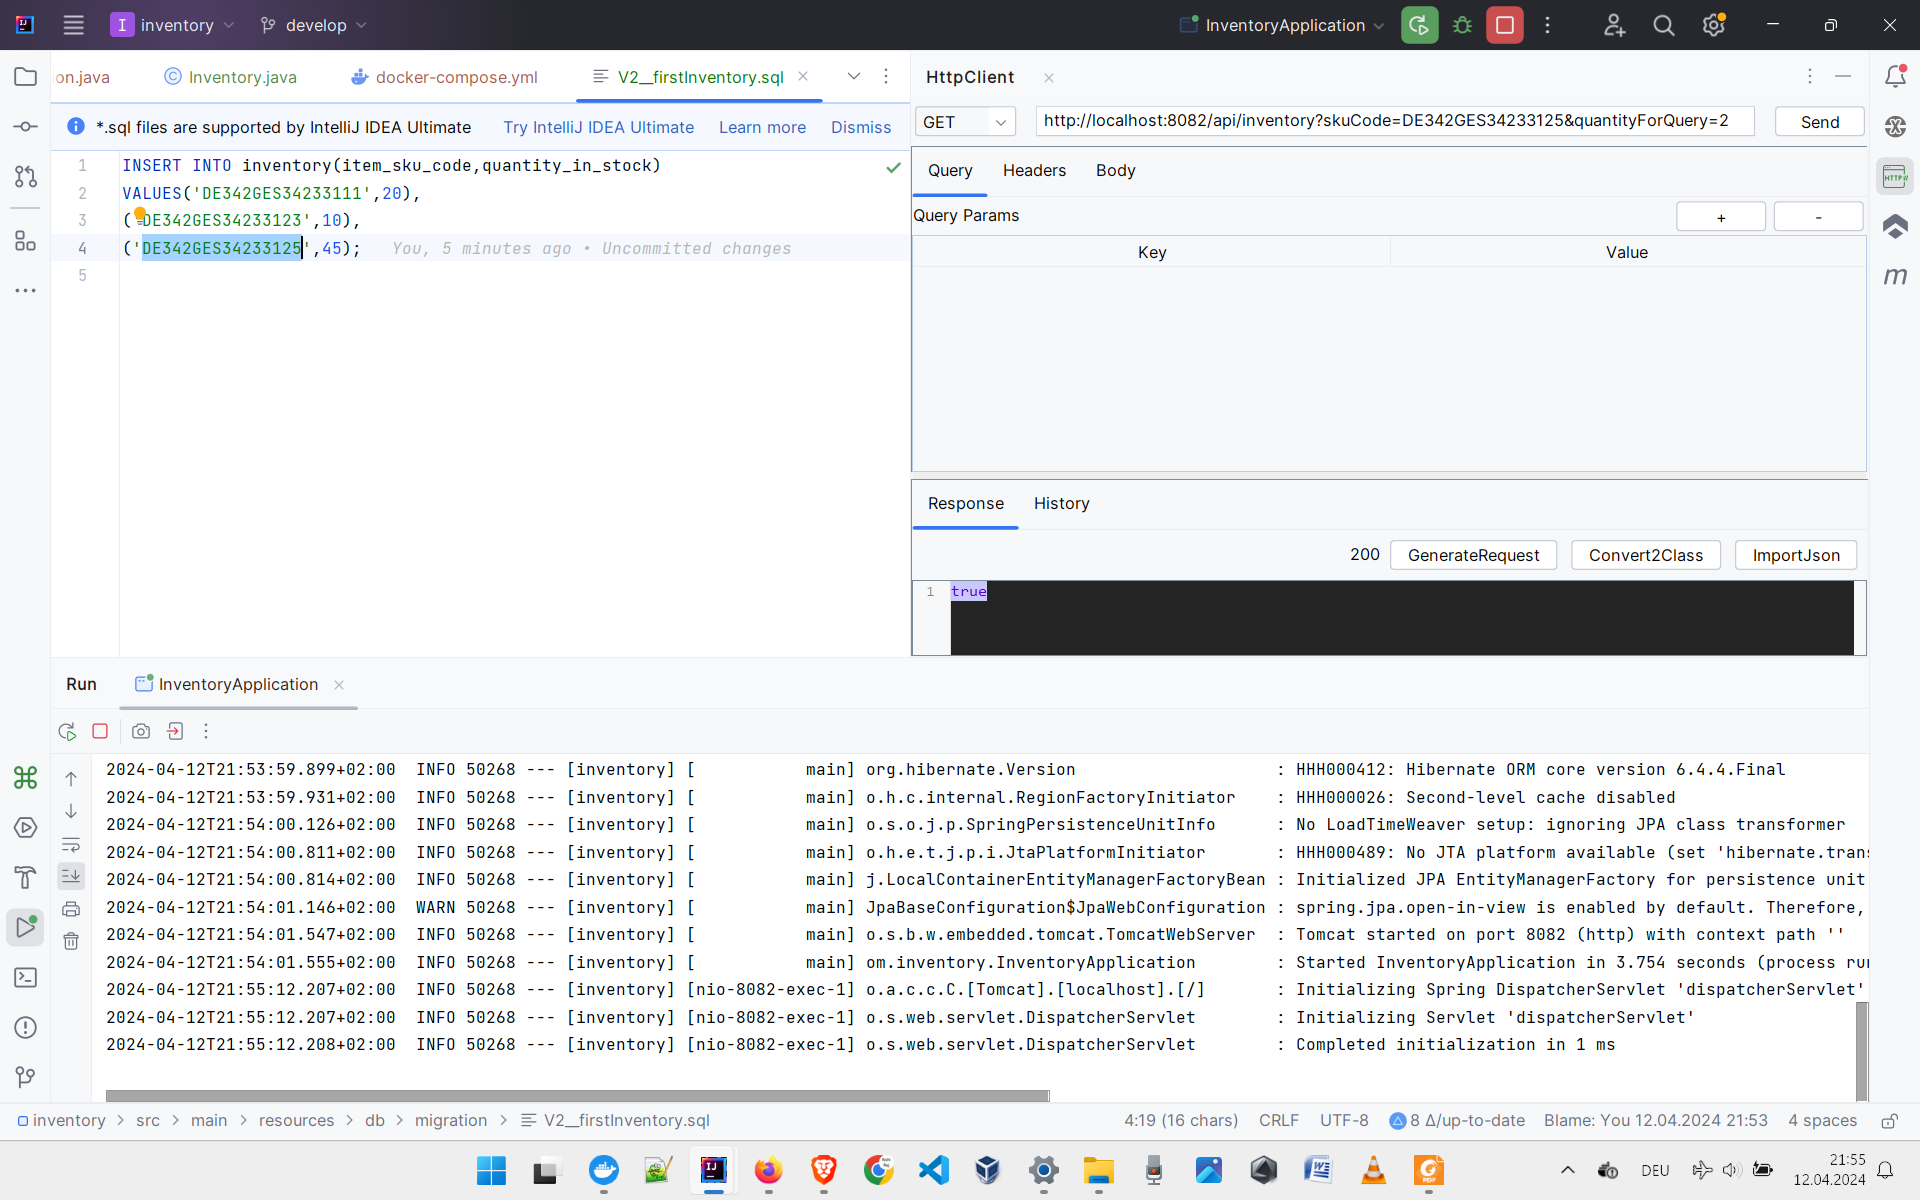 I inventory develop InventoryApplication
on.java Inventory.java docker-compose.yml V2__firstInventory.sql
*.sql files are supported by IntelliJ IDEA Ultimate Try IntelliJ IDEA Ultimate Learn more Dismiss
1 INSERT INTO inventory(item_sku_code,quantity_in_stock)
2 VALUES('DE342GES34233111',20),
3 ('DE342GES34233123',10),
4 ('DE342GES34233125',45); You, 5 minutes ago • Uncommitted changes
5
HttpClient
GET http://localhost:8082/api/inventory?skuCode=DE342GES34233125&quantityForQuery=2 Send
Query Headers Body
Query Params + -
Key Value
Response History
200 GenerateRequest Convert2Class ImportJson
1 true
Run InventoryApplication
2024-04-12T21:53:59.899+02:00 INFO 50268 --- [inventory] [ main] org.hibernate.Version : HHH000412: Hibernate ORM core version 6.4.4.Final
2024-04-12T21:53:59.931+02:00 INFO 50268 --- [inventory] [ main] o.h.c.internal.RegionFactoryInitiator : HHH000026: Second-level cache disabled
2024-04-12T21:54:00.126+02:00 INFO 50268 --- [inventory] [ main] o.s.o.j.p.SpringPersistenceUnitInfo : No LoadTimeWeaver setup: ignoring JPA class transformer
2024-04-12T21:54:00.811+02:00 INFO 50268 --- [inventory] [ main] o.h.e.t.j.p.i.JtaPlatformInitiator : HHH000489: No JTA platform available (set 'hibernate.trans
2024-04-12T21:54:00.814+02:00 INFO 50268 --- [inventory] [ main] j.LocalContainerEntityManagerFactoryBean : Initialized JPA EntityManagerFactory for persistence unit
2024-04-12T21:54:01.146+02:00 WARN 50268 --- [inventory] [ main] JpaBaseConfiguration$JpaWebConfiguration : spring.jpa.open-in-view is enabled by default. Therefore,
2024-04-12T21:54:01.547+02:00 INFO 50268 --- [inventory] [ main] o.s.b.w.embedded.tomcat.TomcatWebServer : Tomcat started on port 8082 (http) with context path ''
2024-04-12T21:54:01.555+02:00 INFO 50268 --- [inventory] [ main] om.inventory.InventoryApplication : Started InventoryApplication in 3.754 seconds (process run
2024-04-12T21:55:12.207+02:00 INFO 50268 --- [inventory] [nio-8082-exec-1] o.a.c.c.C.[Tomcat].[localhost].[/] : Initializing Spring DispatcherServlet 'dispatcherServlet'
2024-04-12T21:55:12.207+02:00 INFO 50268 --- [inventory] [nio-8082-exec-1] o.s.web.servlet.DispatcherServlet : Initializing Servlet 'dispatcherServlet'
2024-04-12T21:55:12.208+02:00 INFO 50268 --- [inventory] [nio-8082-exec-1] o.s.web.servlet.DispatcherServlet : Completed initialization in 1 ms
inventory > src > main > resources > db > migration > V2__firstInventory.sql 4:19 (16 chars) CRLF UTF-8 8 Δ/up-to-date Blame: You 12.04.2024 21:53 4 spaces
DEU 21:55
12.04.2024